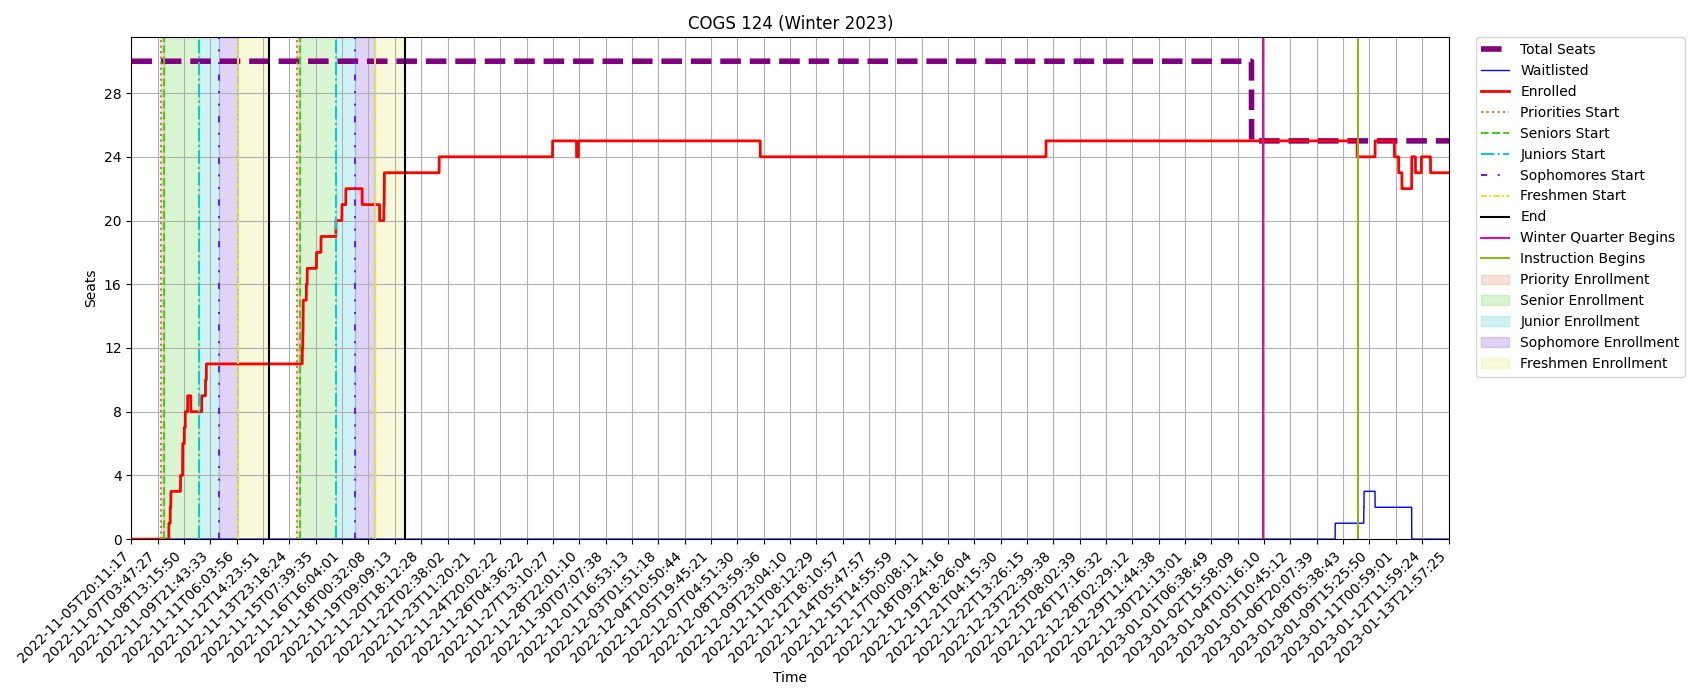 COGS 124 (Winter 2023)
Seats
28
24
20
16
12
8
4
0
2022-11-05T20:11:17
2022-11-07T03:47:27
2022-11-08T13:15:50
2022-11-09T21:43:33
2022-11-11T06:03:56
2022-11-12T14:23:51
2022-11-13T23:18:24
2022-11-15T07:39:35
2022-11-16T16:04:01
2022-11-18T00:32:08
2022-11-19T09:09:13
2022-11-20T18:12:28
2022-11-22T02:38:02
2022-11-23T11:20:21
2022-11-24T20:02:22
2022-11-26T04:36:22
2022-11-27T13:10:27
2022-11-28T22:01:10
2022-11-30T07:07:38
2022-12-01T16:53:13
2022-12-03T01:51:18
2022-12-04T10:50:44
2022-12-05T19:45:21
2022-12-07T04:51:30
2022-12-08T13:59:36
2022-12-09T23:04:10
2022-12-11T08:12:29
2022-12-12T18:10:57
2022-12-14T05:47:57
2022-12-15T14:55:59
2022-12-17T00:08:11
2022-12-18T09:24:16
2022-12-19T18:26:04
2022-12-21T04:15:30
2022-12-22T13:26:15
2022-12-23T22:39:38
2022-12-25T08:02:39
2022-12-26T17:16:32
2022-12-28T02:29:12
2022-12-29T11:44:38
2022-12-30T21:13:01
2023-01-01T06:38:49
2023-01-02T15:58:09
2023-01-04T01:16:10
2023-01-05T10:45:12
2023-01-06T20:07:39
2023-01-08T05:38:43
2023-01-09T15:25:50
2023-01-11T00:59:01
2023-01-12T11:59:24
2023-01-13T21:57:25
Time
Total Seats
Waitlisted
Enrolled
Priorities Start
Seniors Start
Juniors Start
Sophomores Start
Freshmen Start
End
Winter Quarter Begins
Instruction Begins
Priority Enrollment
Senior Enrollment
Junior Enrollment
Sophomore Enrollment
Freshmen Enrollment